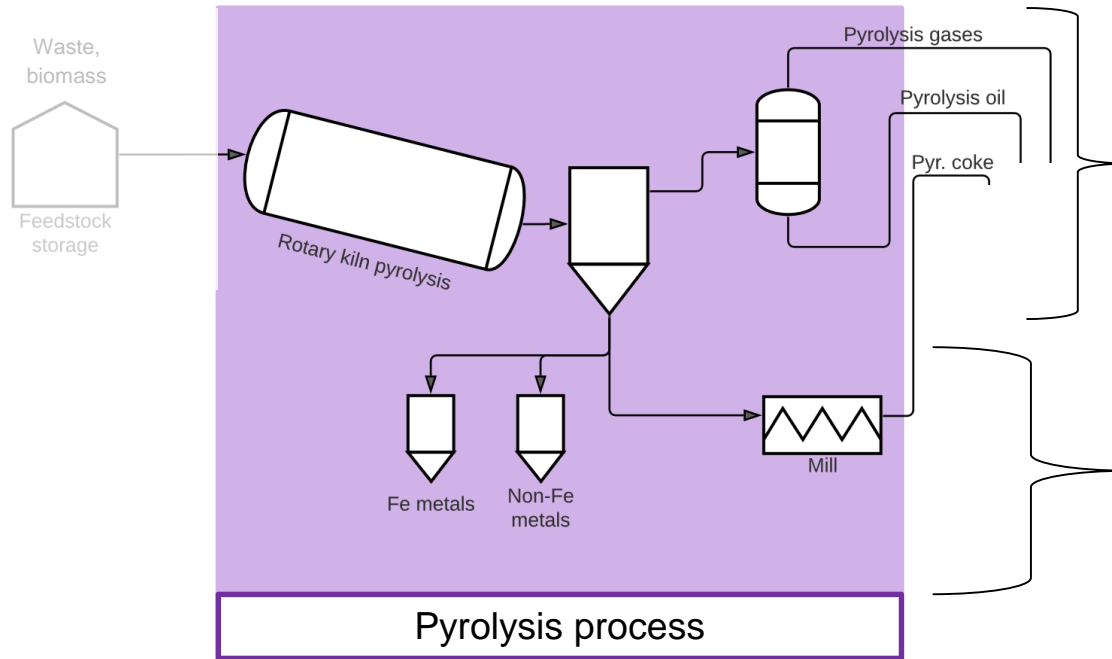 Waste,
biomass
Feedstock
storage
Rotary kiln pyrolysis
Pyrolysis gases
Pyrolysis oil
Pyr. coke
Fe metals
Non-Fe
metals
Mill
Pyrolysis process